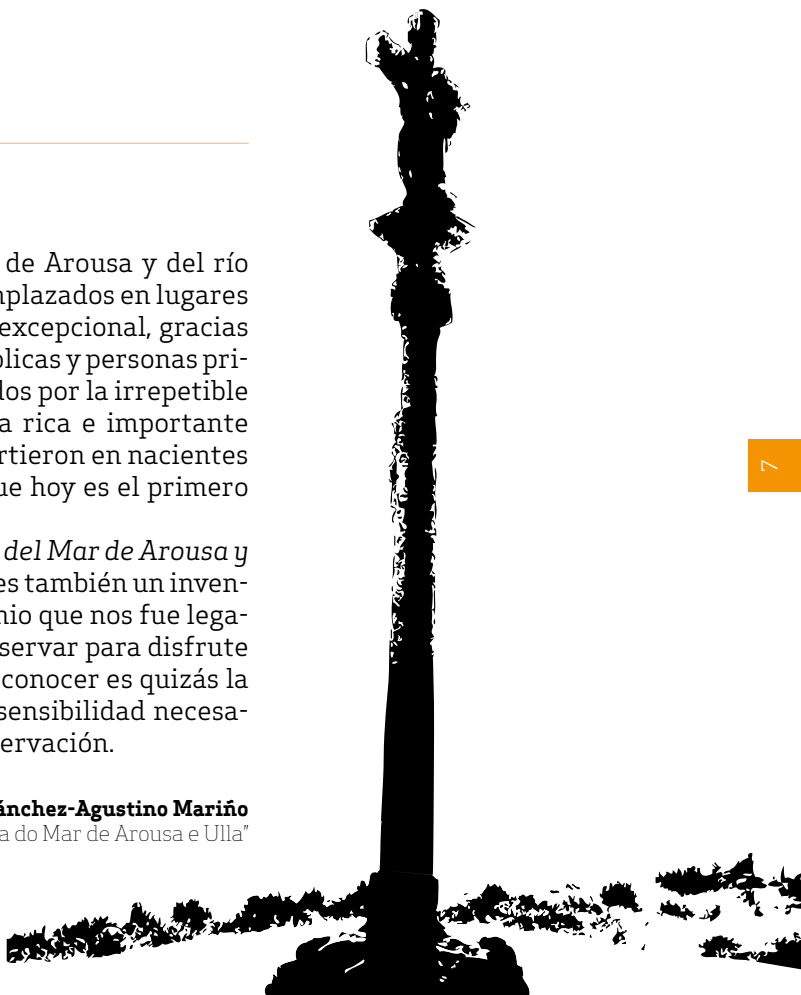 de Arousa y del río
nplazados en lugares
excepcional, gracias
blicas y personas pri-
dos por la irrepetible
a rica e importante
rtieron en nacientes
ue hoy es el primero
del Mar de Arousa y
es también un inven-
nio que nos fue lega-
servar para disfrute
conocer es quizás la
sensibilidad necesa-
ervación.
ánchez-Agustino Mariño
a do Mar de Arousa e Ulla”
7